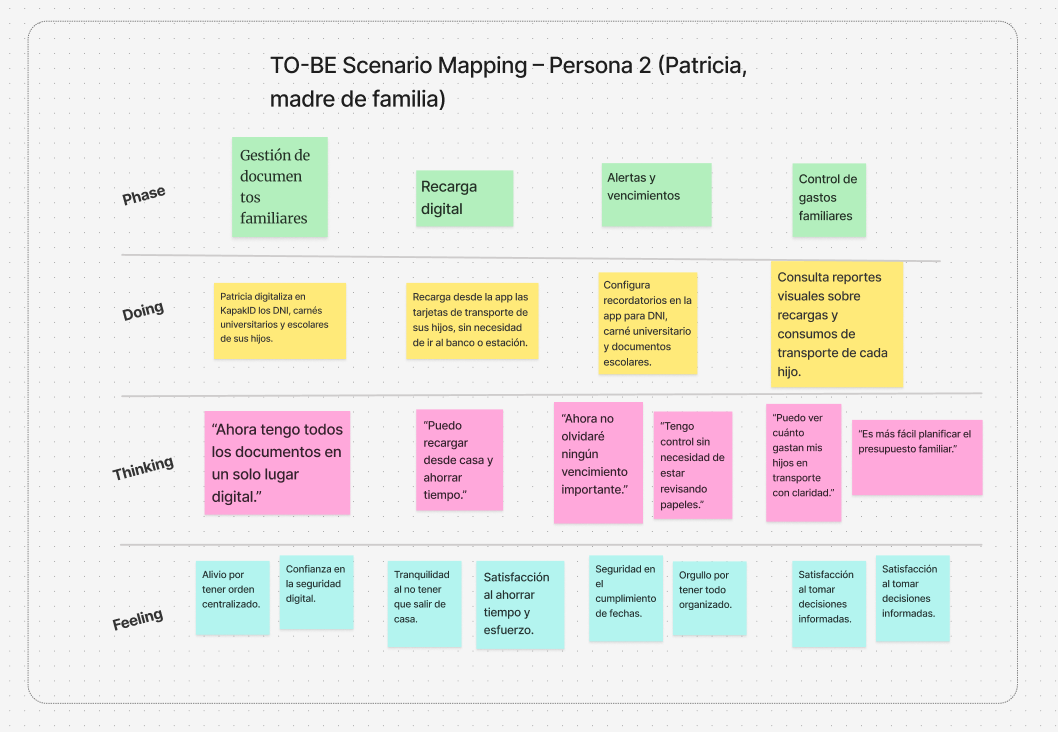 TO-BE Scenario Mapping – Persona 2 (Patricia,
madre de familia)
Phase
Gestión de
documen
tos
familiares
Recarga
digital
Alertas y
vencimientos
Control de
gastos
familiares
Doing
Patricia digitaliza en
KapakID los DNI, carnés
universitarios y escolares
de sus hijos.
Recarga desde la app las
tarjetas de transporte de
sus hijos, sin necesidad
de ir al banco o estación.
Configura
recordatorios en la
app para DNI,
carné universitario
y documentos
escolares.
Consulta reportes
visuales sobre
recargas y
consumos de
transporte de cada
hijo.
Thinking
“Ahora tengo todos
los documentos en
un solo lugar
digital.”
“Puedo
recargar
desde casa y
ahorrar
tiempo.”
“Ahora no
olvidaré
ningún
vencimiento
importante.”
“Tengo
control sin
necesidad de
estar
revisando
papeles.”
“Puedo ver
cuánto
gastan mis
hijos en
transporte
con claridad.”
“Es más fácil planificar el
presupuesto familiar.”
Feeling
Alivio por
tener orden
centralizado.
Confianza en
la seguridad
digital.
Tranquilidad
al no tener
que salir de
casa.
Satisfacción
al ahorrar
tiempo y
esfuerzo.
Seguridad en
el
cumplimiento
de fechas.
Orgullo por
tener todo
organizado.
Satisfacción
al tomar
decisiones
informadas.
Satisfacción
al tomar
decisiones
informadas.